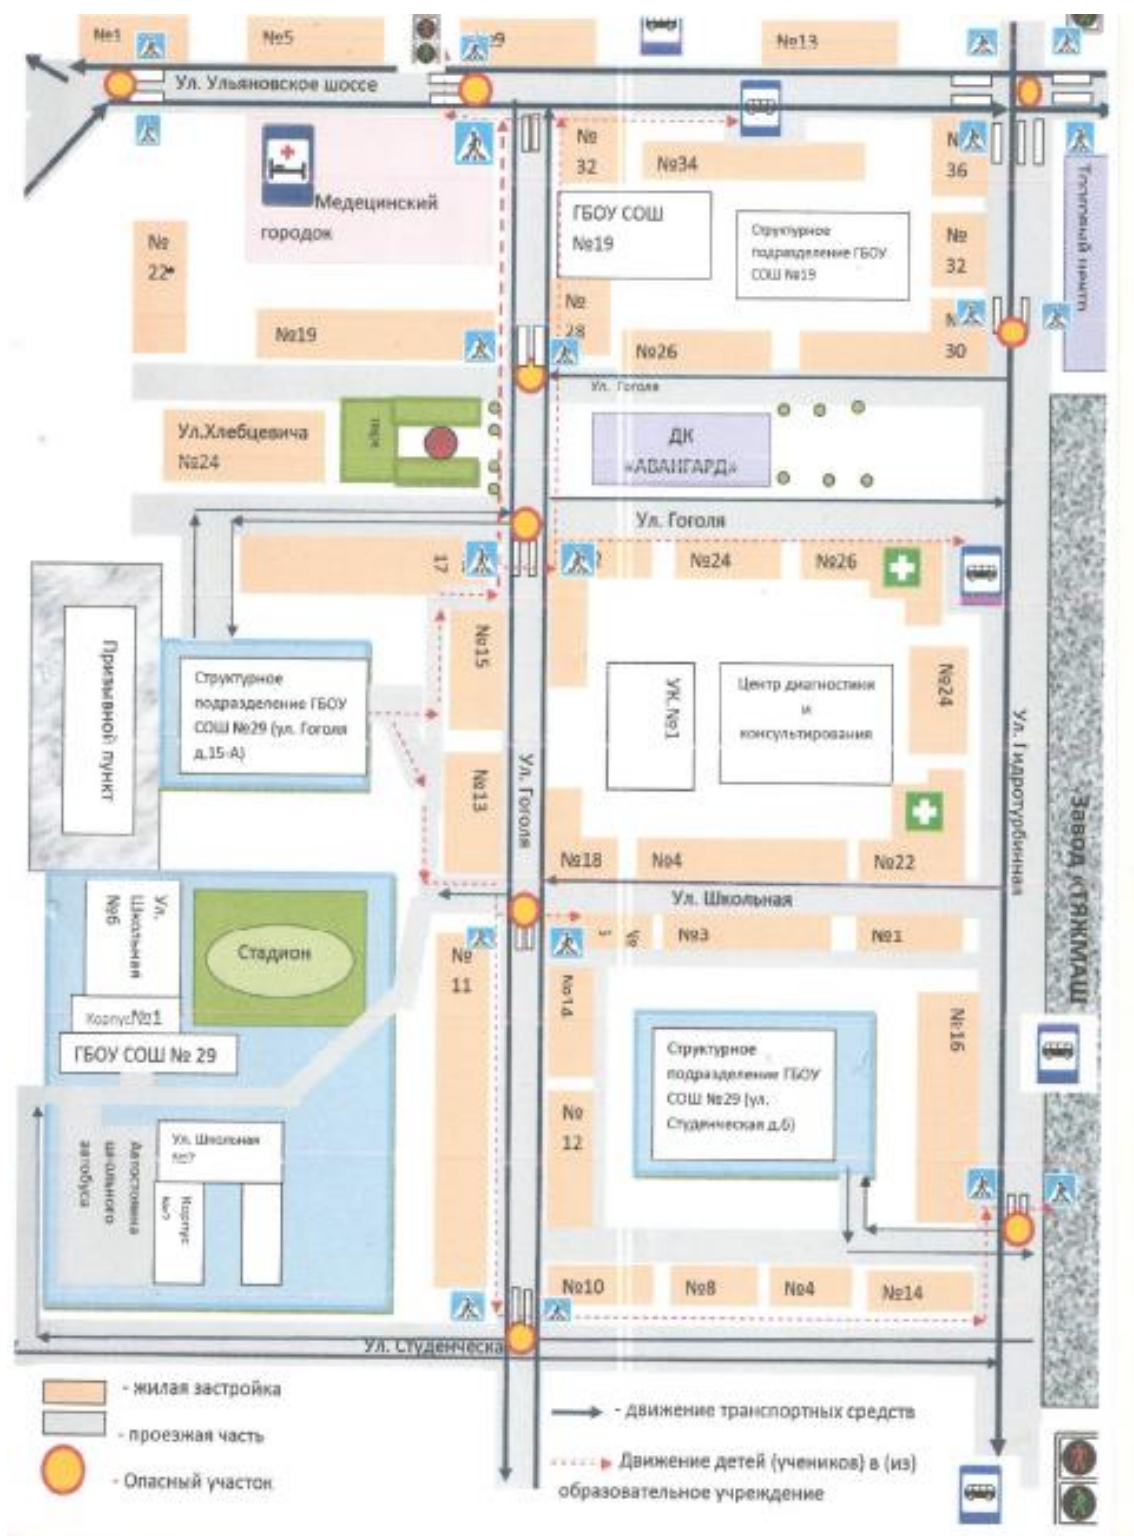 №1
№5
№9
№13
Ул. Ульяновское шоссе
№
32
№34
36
Медецинский
городок
ГБОУ СОШ
№19
Структурное
подразделение ГБОУ
СОШ №19
№
32
№
22
№19
№
28
№26
30
Ул. Гоголя
Ул.Хлебцевича
№24
парк
ДК
«АВАНГАРД»
Ул. Гоголя
17
№24
№26
Призывной пункт
Структурное
подразделение ГБОУ
СОШ №29 (ул. Гоголя
д.15-А)
№15
УК. №1
Центр диагностики
и
консультирования
№24
№13
Ул. Гоголя
Ул. Гидротурбинная
Завод «ТЯЖМАШ
№18
№4
№22
Ул. Школьная
Ул.
Школьная
№6
Стадион
№3
№1
№
11
№14
Корпус№1
ГБОУ СОШ № 29
Структурное
подразделение ГБОУ
СОШ №29 (ул.
Студенческая д.6)
№16
№
12
Ул. Школьная
№7
Автостоянка
школьного
автобуса
Корпус
№2
№10
№8
№4
№14
Ул. Студенческа
- жилая застройка
- проезжая часть
- Опасный участок
- движение транспортных средств
Движение детей (учеников) в (из)
образовательное учреждение